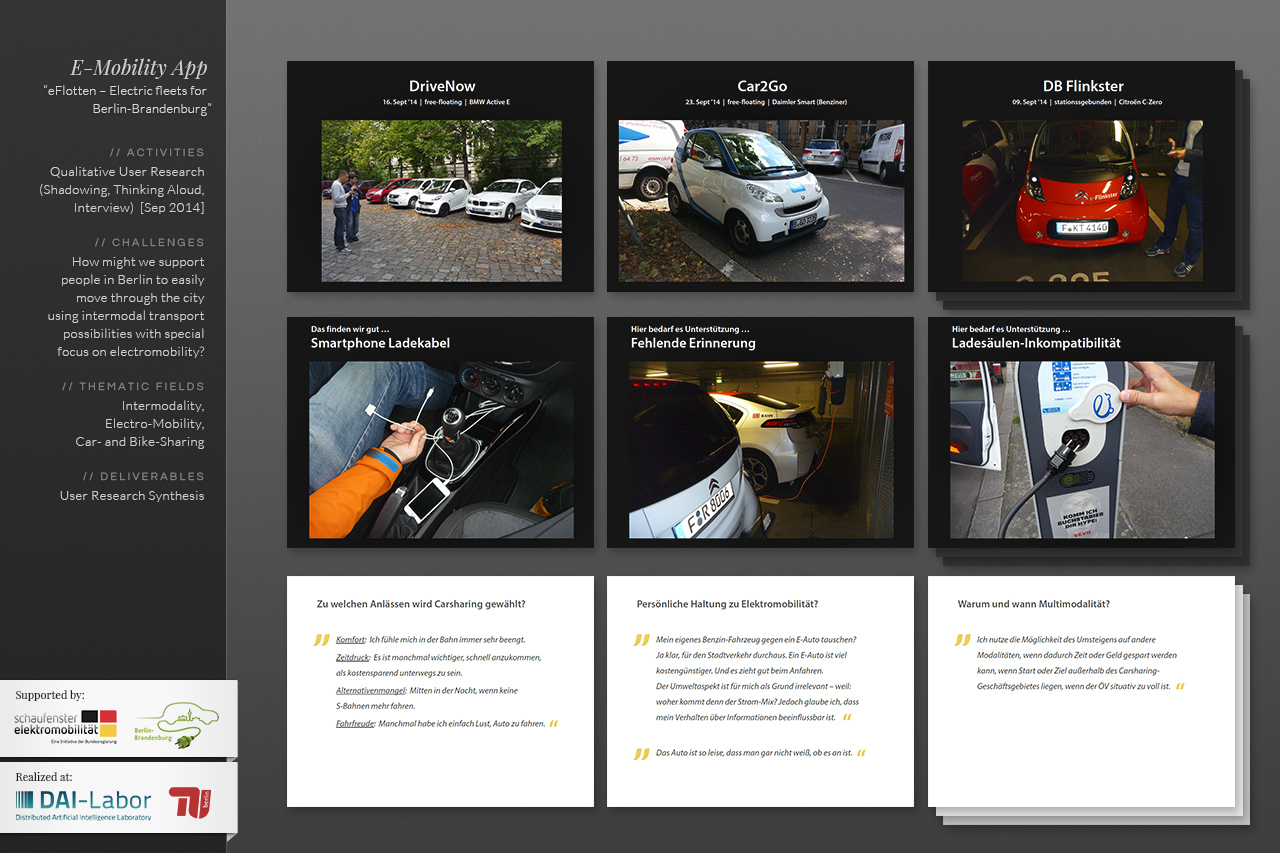 E-Mobility App
"eFlotten – Electric fleets for
Berlin-Brandenburg"
// ACTIVITIES
Qualitative User Research
(Shadowing, Thinking Aloud,
Interview) [Sep 2014]
// CHALLENGES
How might we support
people in Berlin to easily
move through the city
using intermodal transport
possibilities with special
focus on electromobility?
// THEMATIC FIELDS
Intermodality,
Electro-Mobility,
Car- and Bike-Sharing
// DELIVERABLES
User Research Synthesis
Supported by:
schaufenster
elektromobilität
Eine Initiative der Bundesregierung
Berlin-
Brandenburg
Realized at:
DAI-Labor
Distributed Artificial Intelligence Laboratory
berlin
DriveNow
16. Sept '14 | free-floating | BMW Active E
Car2Go
23. Sept '14 | free-floating | Daimler Smart (Benziner)
DB Flinkster
09. Sept '14 | stationssgebunden | Citroën C-Zero
e-Flinkster
F KT 414
Das finden wir gut …
Smartphone Ladekabel
Hier bedarf es Unterstützung …
Fehlende Erinnerung
DB BAHN
F R 8006
Hier bedarf es Unterstützung …
Ladesäulen-Inkompatibilität
KOMM ICH
BUCHSTABIER
DIR HYPE!
Zu welchen Anlässen wird Carsharing gewählt?
Komfort: Ich fühle mich in der Bahn immer sehr beengt.
Zeitdruck: Es ist manchmal wichtiger, schnell anzukommen,
als kostensparend unterwegs zu sein.
Alternativenmangel: Mitten in der Nacht, wenn keine
S-Bahnen mehr fahren.
Fahrfreude: Manchmal habe ich einfach Lust, Auto zu fahren. "
Persönliche Haltung zu Elektromobilität?
" Mein eigenes Benzin-Fahrzeug gegen ein E-Auto tauschen?
Ja klar, für den Stadtverkehr durchaus. Ein E-Auto ist viel
kostengünstiger. Und es zieht gut beim Anfahren.
Der Umweltaspekt ist für mich als Grund irrelevant – weil:
woher kommt denn der Strom-Mix? Jedoch glaube ich, dass
mein Verhalten über Informationen beeinflussbar ist. "
" Das Auto ist so leise, dass man gar nicht weiß, ob es an ist. "
Warum und wann Multimodalität?
" Ich nutze die Möglichkeit des Umsteigens auf andere
Modalitäten, wenn dadurch Zeit oder Geld gespart werden
kann, wenn Start oder Ziel außerhalb des Carsharing-
Geschäftsgebietes liegen, wenn der ÖV situativ zu voll ist. "